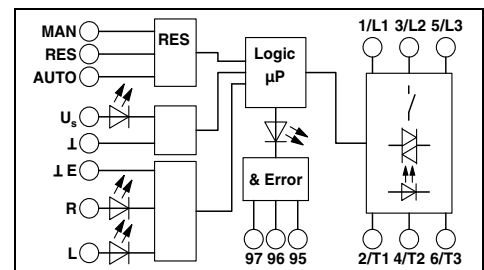 MAN
RES
AUTO
RES
Us
⊥
⊥ E
R
L
Logic
µP
& Error
97 96 95
1/L1 3/L2 5/L3
2/T1 4/T2 6/T3